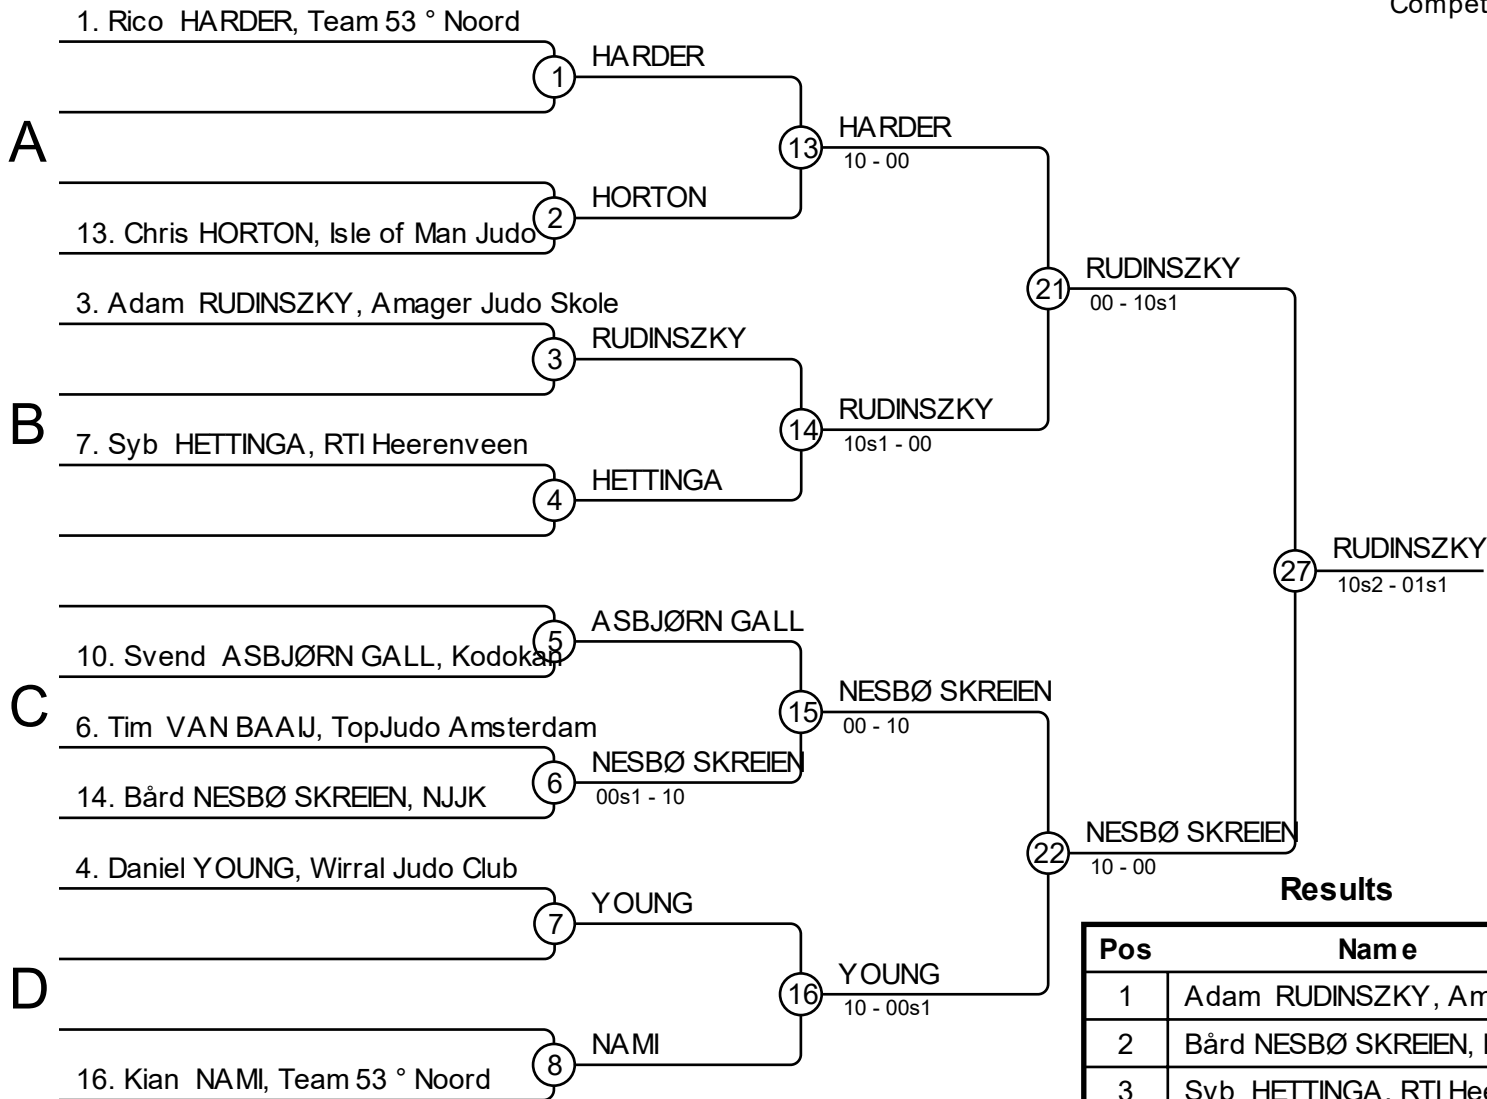 Compet
1. Rico HARDER, Team 53 ° Noord
1
HARDER
A
13
HARDER
10 - 00
2
HORTON
13. Chris HORTON, Isle of Man Judo
21
RUDINSZKY
00 - 10s1
3. Adam RUDINSZKY, Amager Judo Skole
3
RUDINSZKY
B
14
RUDINSZKY
10s1 - 00
7. Syb HETTINGA, RTI Heerenveen
4
HETTINGA
27
RUDINSZKY
10s2 - 01s1
5
ASBJØRN GALL
10. Svend ASBJØRN GALL, Kodokan
C
15
NESBØ SKREIEN
00 - 10
6. Tim VAN BAAIJ, TopJudo Amsterdam
6
NESBØ SKREIEN
00s1 - 10
14. Bård NESBØ SKREIEN, NJJK
22
NESBØ SKREIEN
10 - 00
4. Daniel YOUNG, Wirral Judo Club
7
YOUNG
D
16
YOUNG
10 - 00s1
8
NAMI
16. Kian NAMI, Team 53 ° Noord
Results
Pos Name
1 Adam RUDINSZKY, Am
2 Bård NESBØ SKREIEN,
3 Syb HETTINGA, RTI Hee